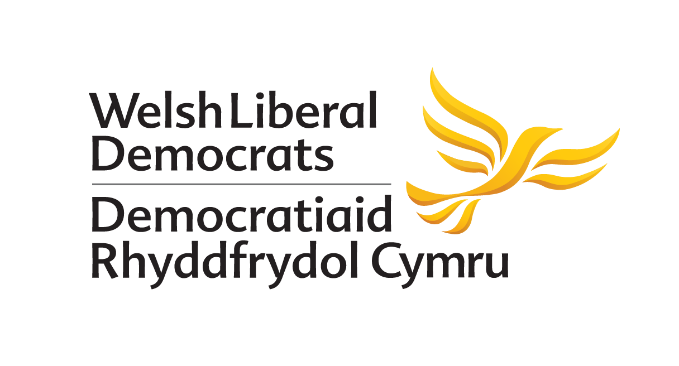 Welsh Liberal
Democrats
Democratiaid
Rhyddfrydol Cymru